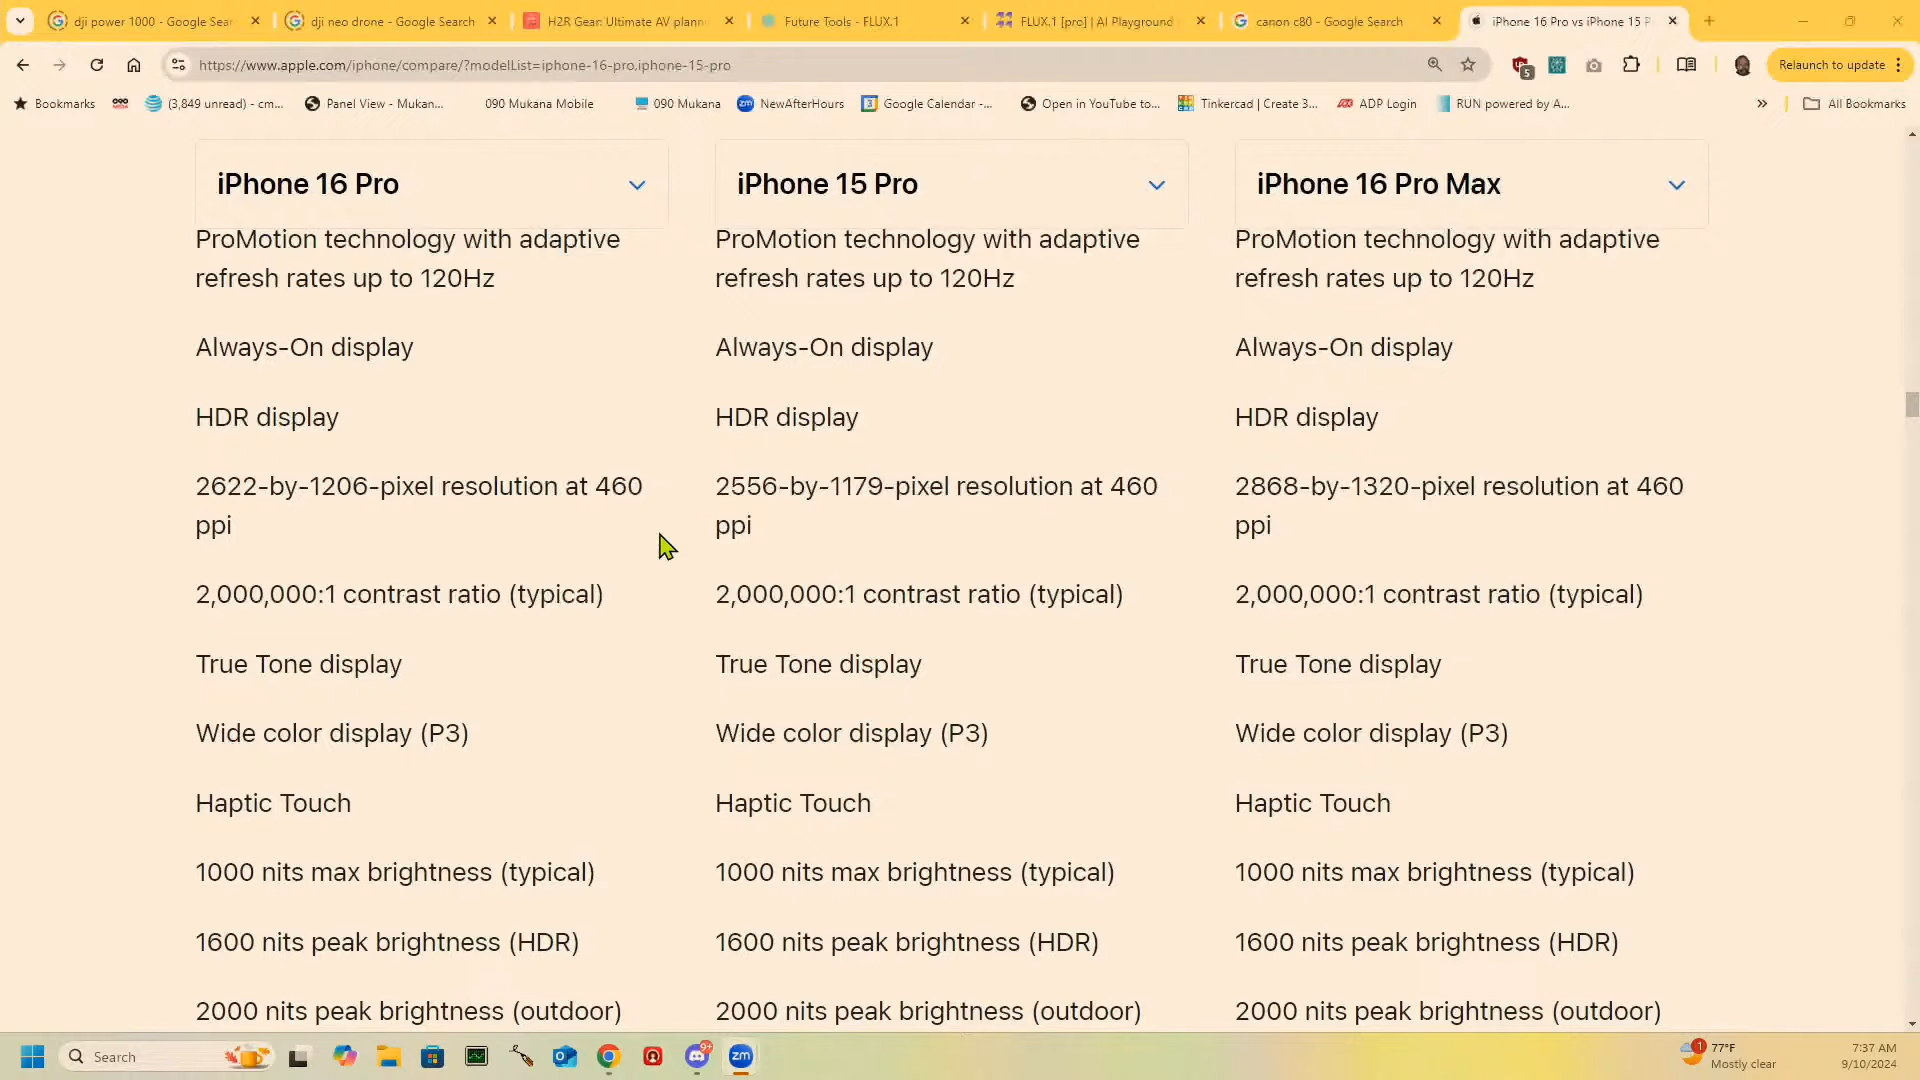 dji power 1000 - Google Sear
dji neo drone - Google Search
H2R Gear: Ultimate AV plann
Future Tools - FLUX.1
FLUX.1 [pro] | AI Playground
canon c80 - Google Search
iPhone 16 Pro vs iPhone 15 P
https://www.apple.com/iphone/compare/?modelList=iphone-16-pro,iphone-15-pro
5
Relaunch to update
Bookmarks
(3,849 unread) - cm...
Panel View - Mukan...
090 Mukana Mobile
090 Mukana
zm
NewAfterHours
Google Calendar -...
Open in YouTube to...
Tinkercad | Create 3...
ADP Login
RUN powered by A...
All Bookmarks
iPhone 16 Pro
iPhone 15 Pro
iPhone 16 Pro Max
ProMotion technology with adaptive
refresh rates up to 120Hz
ProMotion technology with adaptive
refresh rates up to 120Hz
ProMotion technology with adaptive
refresh rates up to 120Hz
Always-On display
Always-On display
Always-On display
HDR display
HDR display
HDR display
2622-by-1206-pixel resolution at 460
ppi
2556-by-1179-pixel resolution at 460
ppi
2868-by-1320-pixel resolution at 460
ppi
2,000,000:1 contrast ratio (typical)
2,000,000:1 contrast ratio (typical)
2,000,000:1 contrast ratio (typical)
True Tone display
True Tone display
True Tone display
Wide color display (P3)
Wide color display (P3)
Wide color display (P3)
Haptic Touch
Haptic Touch
Haptic Touch
1000 nits max brightness (typical)
1000 nits max brightness (typical)
1000 nits max brightness (typical)
1600 nits peak brightness (HDR)
1600 nits peak brightness (HDR)
1600 nits peak brightness (HDR)
2000 nits peak brightness (outdoor)
2000 nits peak brightness (outdoor)
2000 nits peak brightness (outdoor)
Search
9+
zm
1
77°F
Mostly clear
7:37 AM
9/10/2024